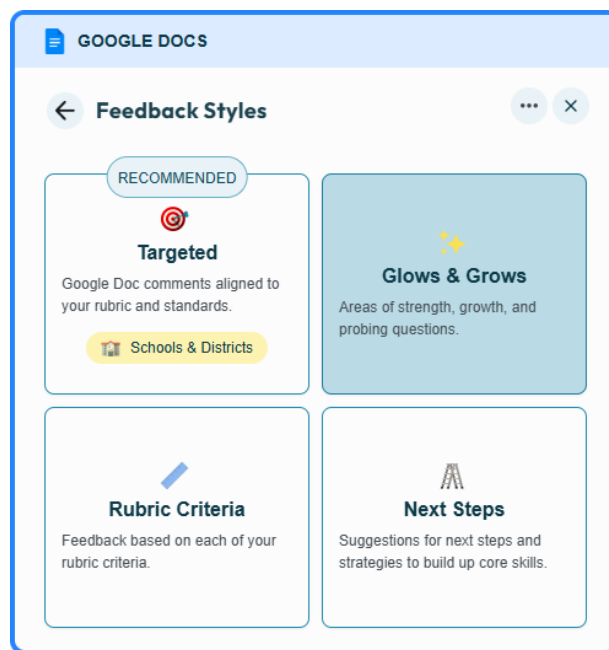 GOOGLE DOCS
Feedback Styles
RECOMMENDED
Targeted
Google Doc comments aligned to
your rubric and standards.
Schools & Districts
Glows & Grows
Areas of strength, growth, and
probing questions.
Rubric Criteria
Feedback based on each of your
rubric criteria.
Next Steps
Suggestions for next steps and
strategies to build up core skills.